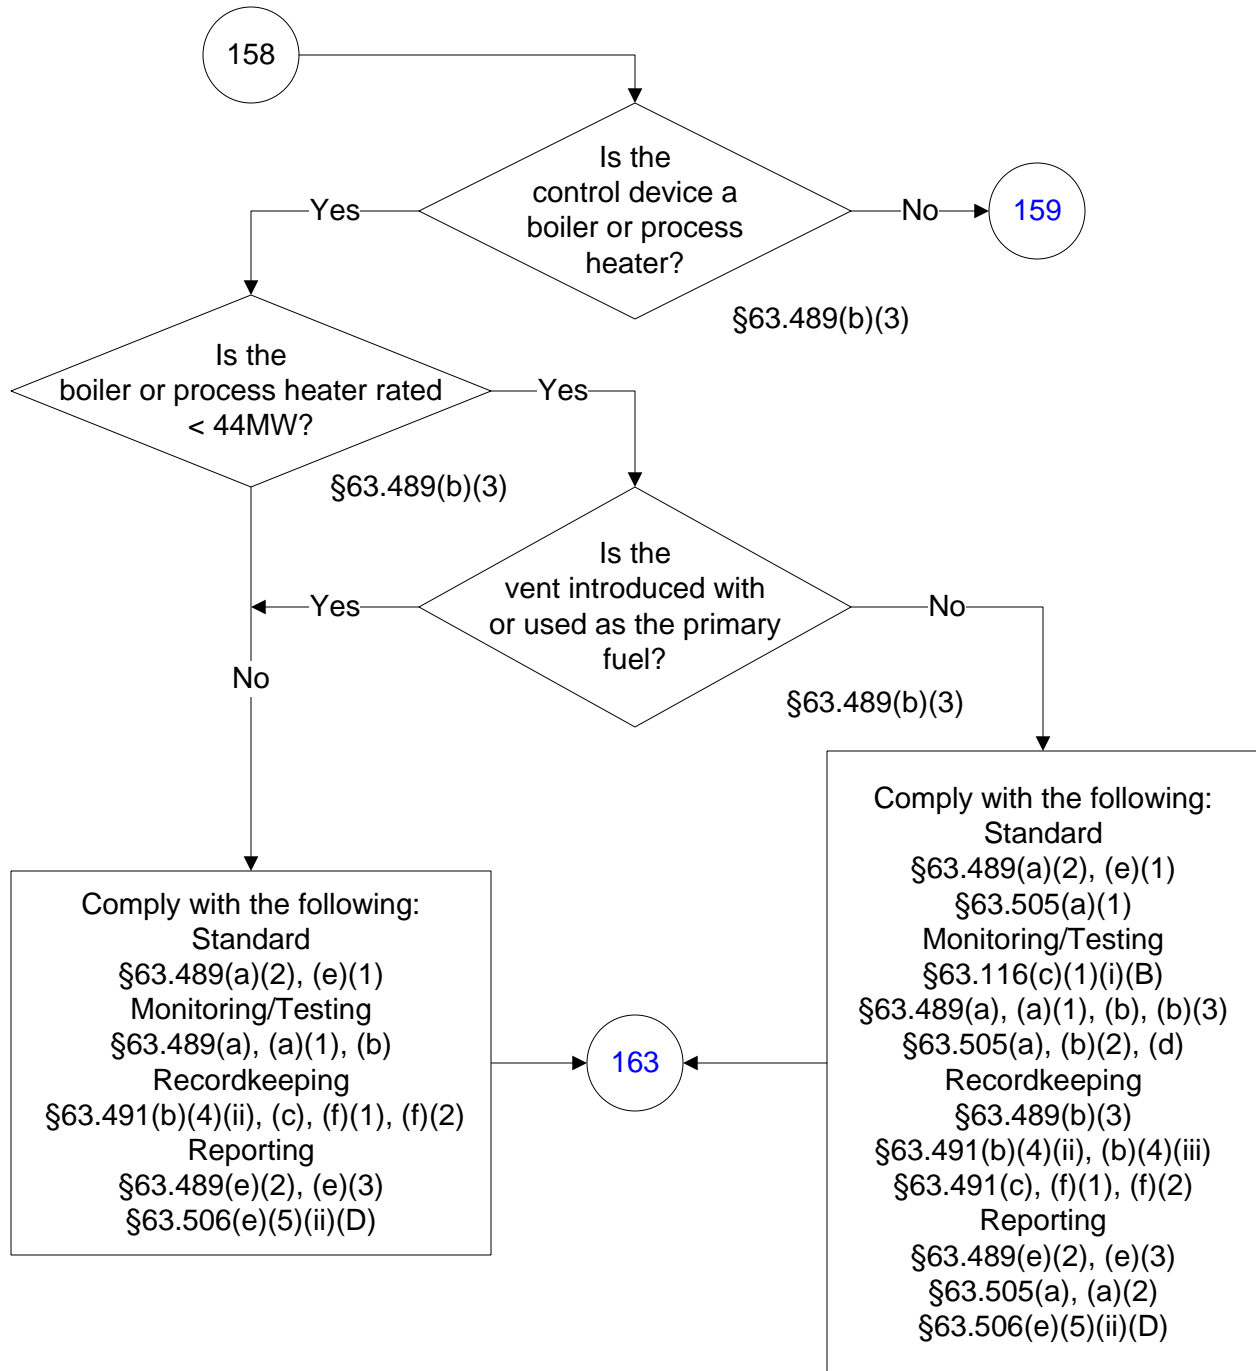 158
Is the
control device a
boiler or process
heater?
Yes
No
159
§63.489(b)(3)
Is the
boiler or process heater rated
< 44MW?
Yes
§63.489(b)(3)
Is the
vent introduced with
or used as the primary
fuel?
Yes
No
No
§63.489(b)(3)
Comply with the following:
Standard
§63.489(a)(2), (e)(1)
Monitoring/Testing
§63.489(a), (a)(1), (b)
Recordkeeping
§63.491(b)(4)(ii), (c), (f)(1), (f)(2)
Reporting
§63.489(e)(2), (e)(3)
§63.506(e)(5)(ii)(D)
163
Comply with the following:
Standard
§63.489(a)(2), (e)(1)
§63.505(a)(1)
Monitoring/Testing
§63.116(c)(1)(i)(B)
§63.489(a), (a)(1), (b), (b)(3)
§63.505(a), (b)(2), (d)
Recordkeeping
§63.489(b)(3)
§63.491(b)(4)(ii), (b)(4)(iii)
§63.491(c), (f)(1), (f)(2)
Reporting
§63.489(e)(2), (e)(3)
§63.505(a), (a)(2)
§63.506(e)(5)(ii)(D)